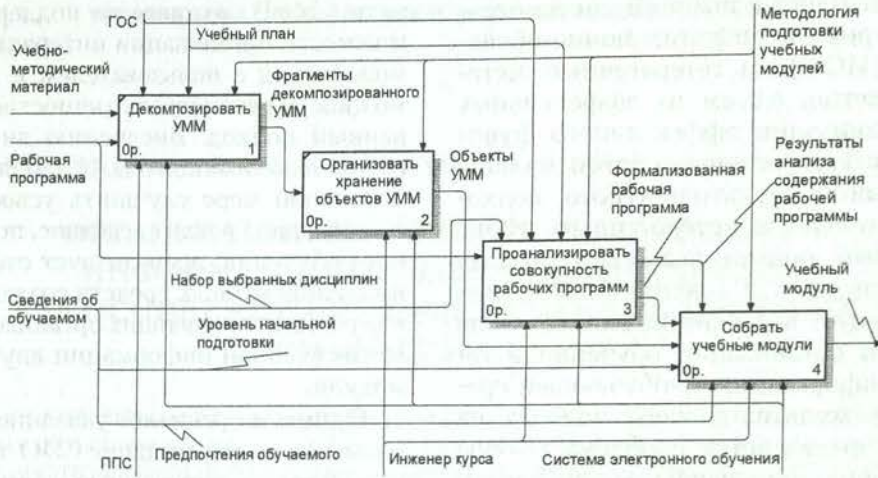 ГОС
Учебный план
Методология
подготовки
учебных
модулей
Учебно-
методический
материал
Фрагменты
декомпозированного
УММ
Декомпозировать
УММ
0р.
1
Рабочая
программа
Организовать
хранение
объектов УММ
0р.
2
Объекты
УММ
Формализованная
рабочая
программа
Результаты
анализа
содержания
рабочей
программы
Проанализировать
совокупность
рабочих программ
0р.
3
Набор выбранных дисциплин
Учебный
модуль
Сведения об
обучаемом
Уровень начальной
подготовки
Собрать
учебные модули
0р.
4
Предпочтения обучаемого
ППС
Инженер курса
Система электронного обучения